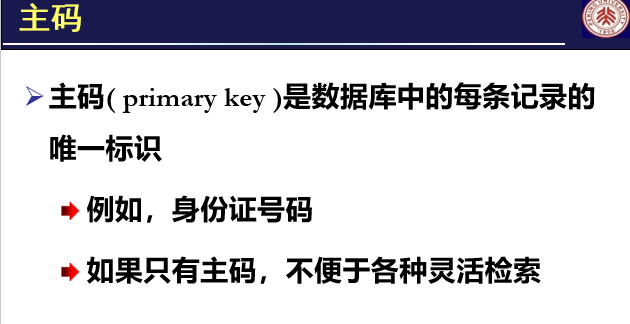 主码
主码( primary key )是数据库中的每条记录的
唯一标识
例如，身份证号码
如果只有主码，不便于各种灵活检索